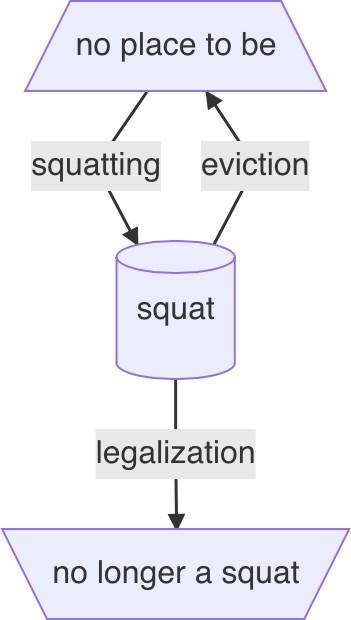 no place to be
squatting
eviction
squat
legalization
no longer a squat